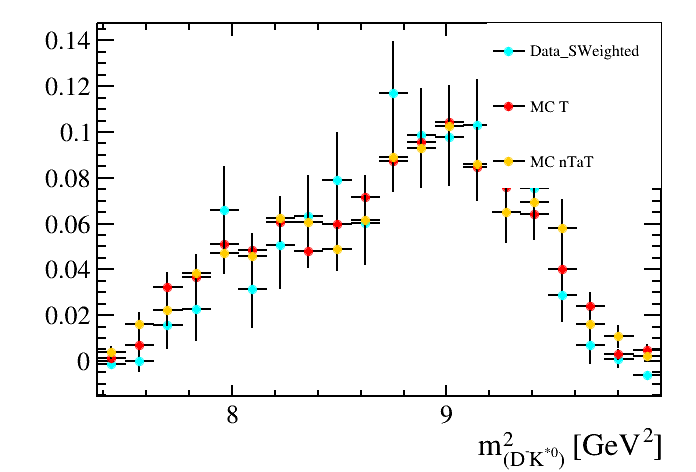 0.14
0.12
0.1
0.08
0.06
0.04
0.02
0
Data_SWeighted
MC T
MC nTaT
8
9
m²(D⁻K*⁰) [GeV²]